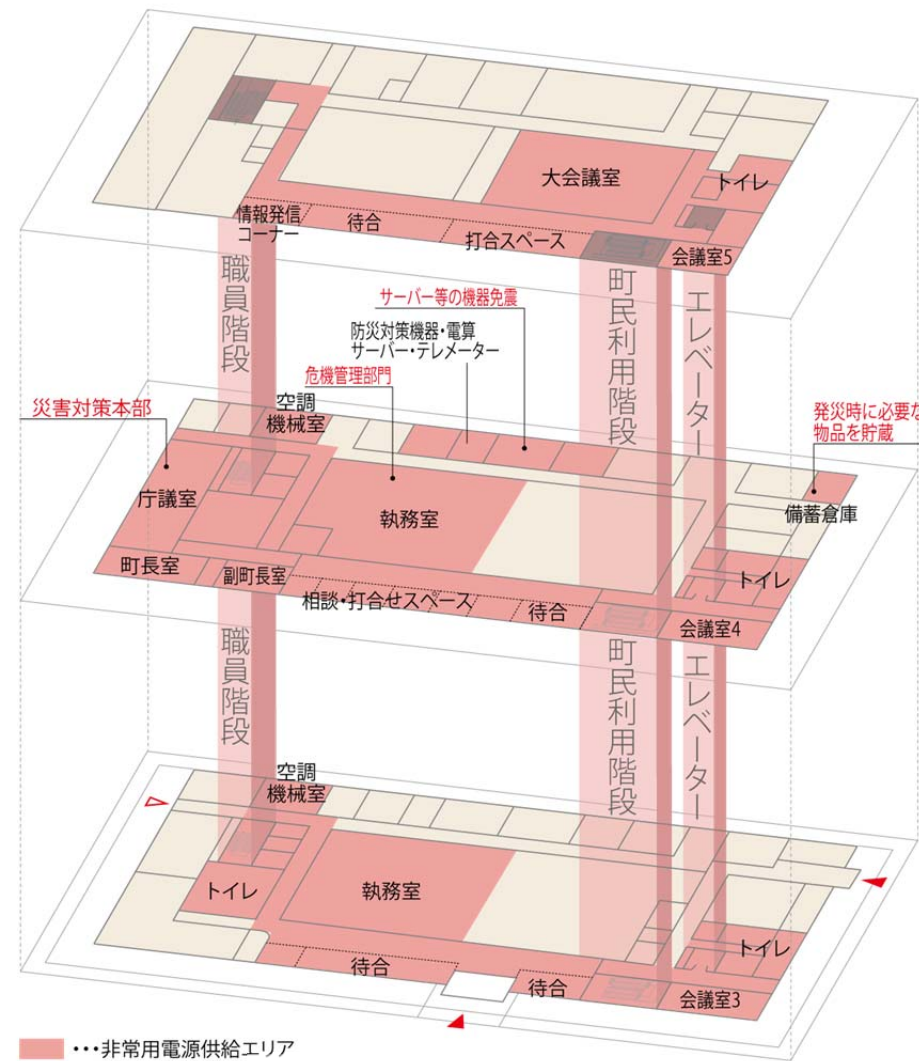 大会議室
トイレ
情報発信
コーナー
待合
打合スペース
会議室5
職員階段
町民利用階段
エレベーター
サーバー等の機器免震
防災対策機器・電算
サーバー・テレメーター
危機管理部門
災害対策本部
空調
機械室
発災時に必要な
物品を貯蔵
庁議室
執務室
備蓄倉庫
町長室
副町長室
トイレ
相談・打合せスペース
待合
会議室4
職員階段
町民利用階段
エレベーター
空調
機械室
トイレ
執務室
トイレ
待合
待合
会議室3
・・・非常用電源供給エリア